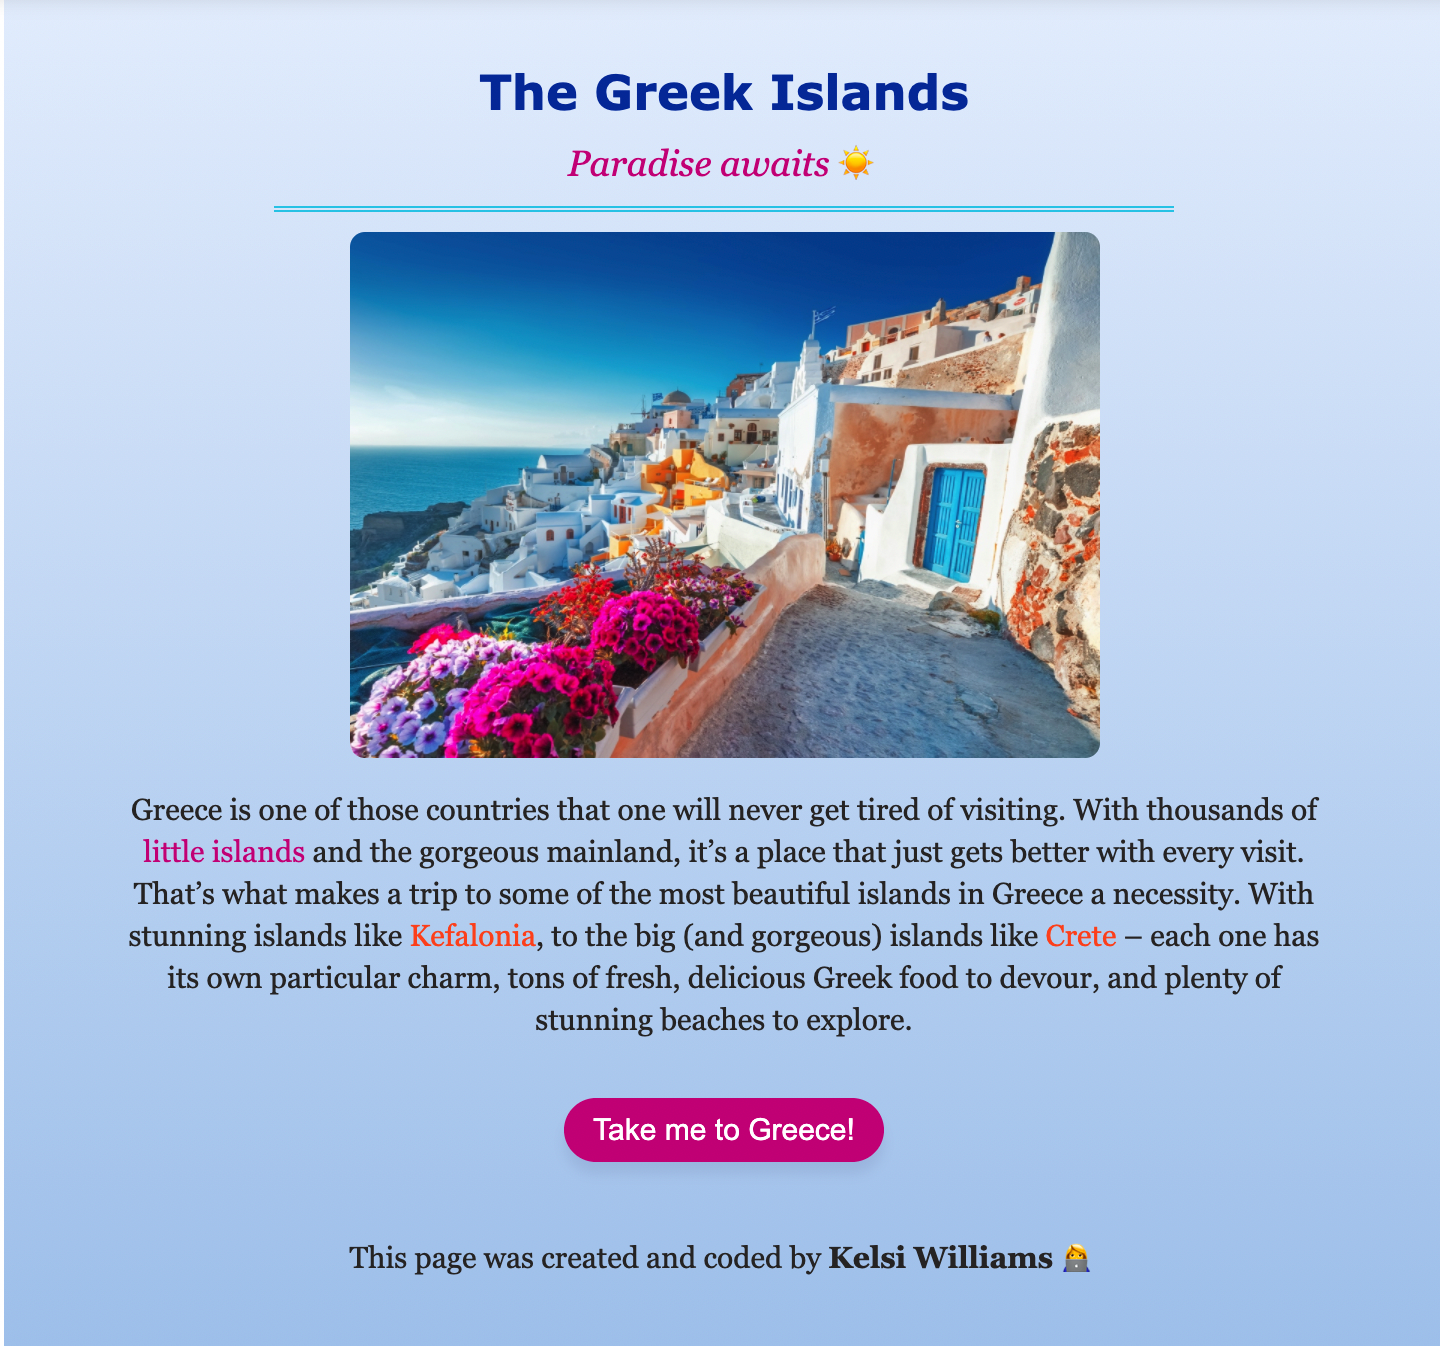 The Greek Islands
Paradise awaits ☀️
Greece is one of those countries that one will never get tired of visiting. With thousands of
little islands and the gorgeous mainland, it’s a place that just gets better with every visit.
That’s what makes a trip to some of the most beautiful islands in Greece a necessity. With
stunning islands like Kefalonia, to the big (and gorgeous) islands like Crete – each one has
its own particular charm, tons of fresh, delicious Greek food to devour, and plenty of
stunning beaches to explore.
Take me to Greece!
This page was created and coded by Kelsi Williams 👩‍💻